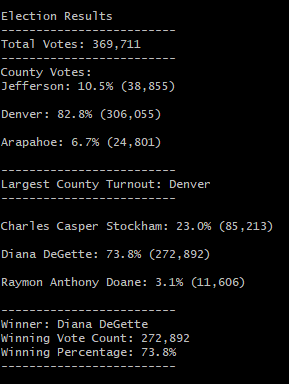 Election Results
-------------------------
Total Votes: 369,711
-------------------------
County Votes:
Jefferson: 10.5% (38,855)
Denver: 82.8% (306,055)
Arapahoe: 6.7% (24,801)
-------------------------
Largest County Turnout: Denver
-------------------------
Charles Casper Stockham: 23.0% (85,213)
Diana DeGette: 73.8% (272,892)
Raymon Anthony Doane: 3.1% (11,606)
-------------------------
Winner: Diana DeGette
Winning Vote Count: 272,892
Winning Percentage: 73.8%
-------------------------